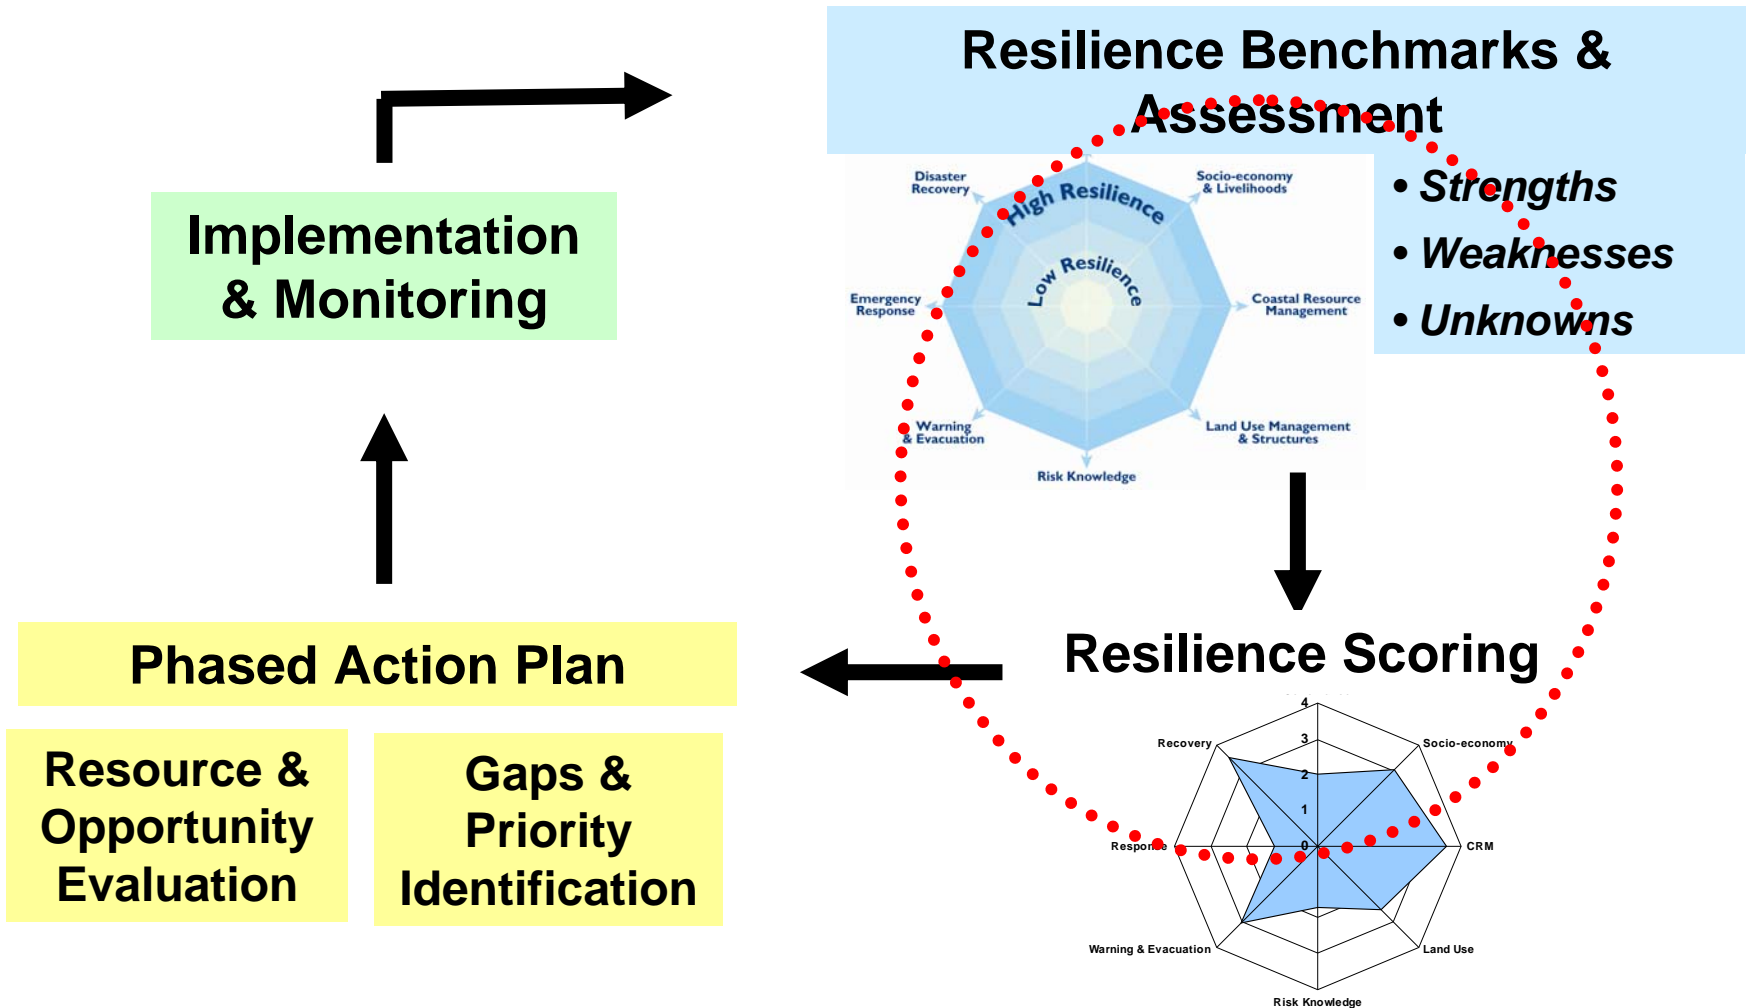 Resilience Benchmarks &
Assessment
Disaster
Recovery
Socio-economy
& Livelihoods
High Resilience
Low Resilience
Emergency
Response
Coastal Resource
Management
Warning
& Evacuation
Land Use Management
& Structures
Risk Knowledge
• Strengths
• Weaknesses
• Unknowns
Implementation
& Monitoring
Resilience Scoring
4
3
2
1
0
Recovery
Socio-economy
Response
CRM
Warning & Evacuation
Land Use
Risk Knowledge
Phased Action Plan
Resource &
Opportunity
Evaluation
Gaps &
Priority
Identification